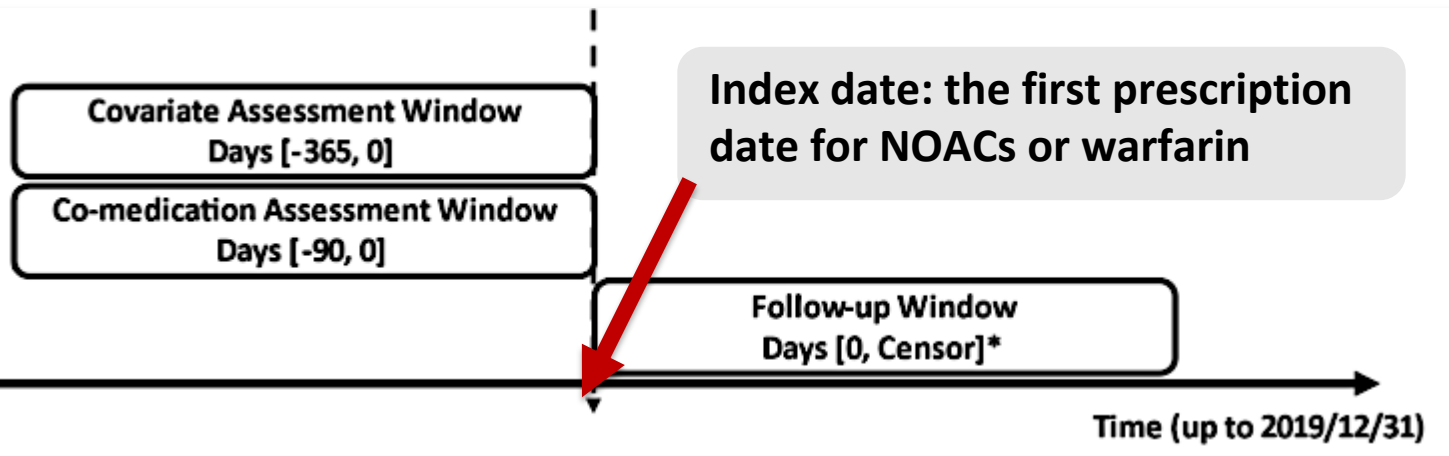 Covariate Assessment Window
Days [-365, 0]
Index date: the first prescription
date for NOACs or warfarin
Co-medication Assessment Window
Days [-90, 0]
Follow-up Window
Days [0, Censor]*
Time (up to 2019/12/31)